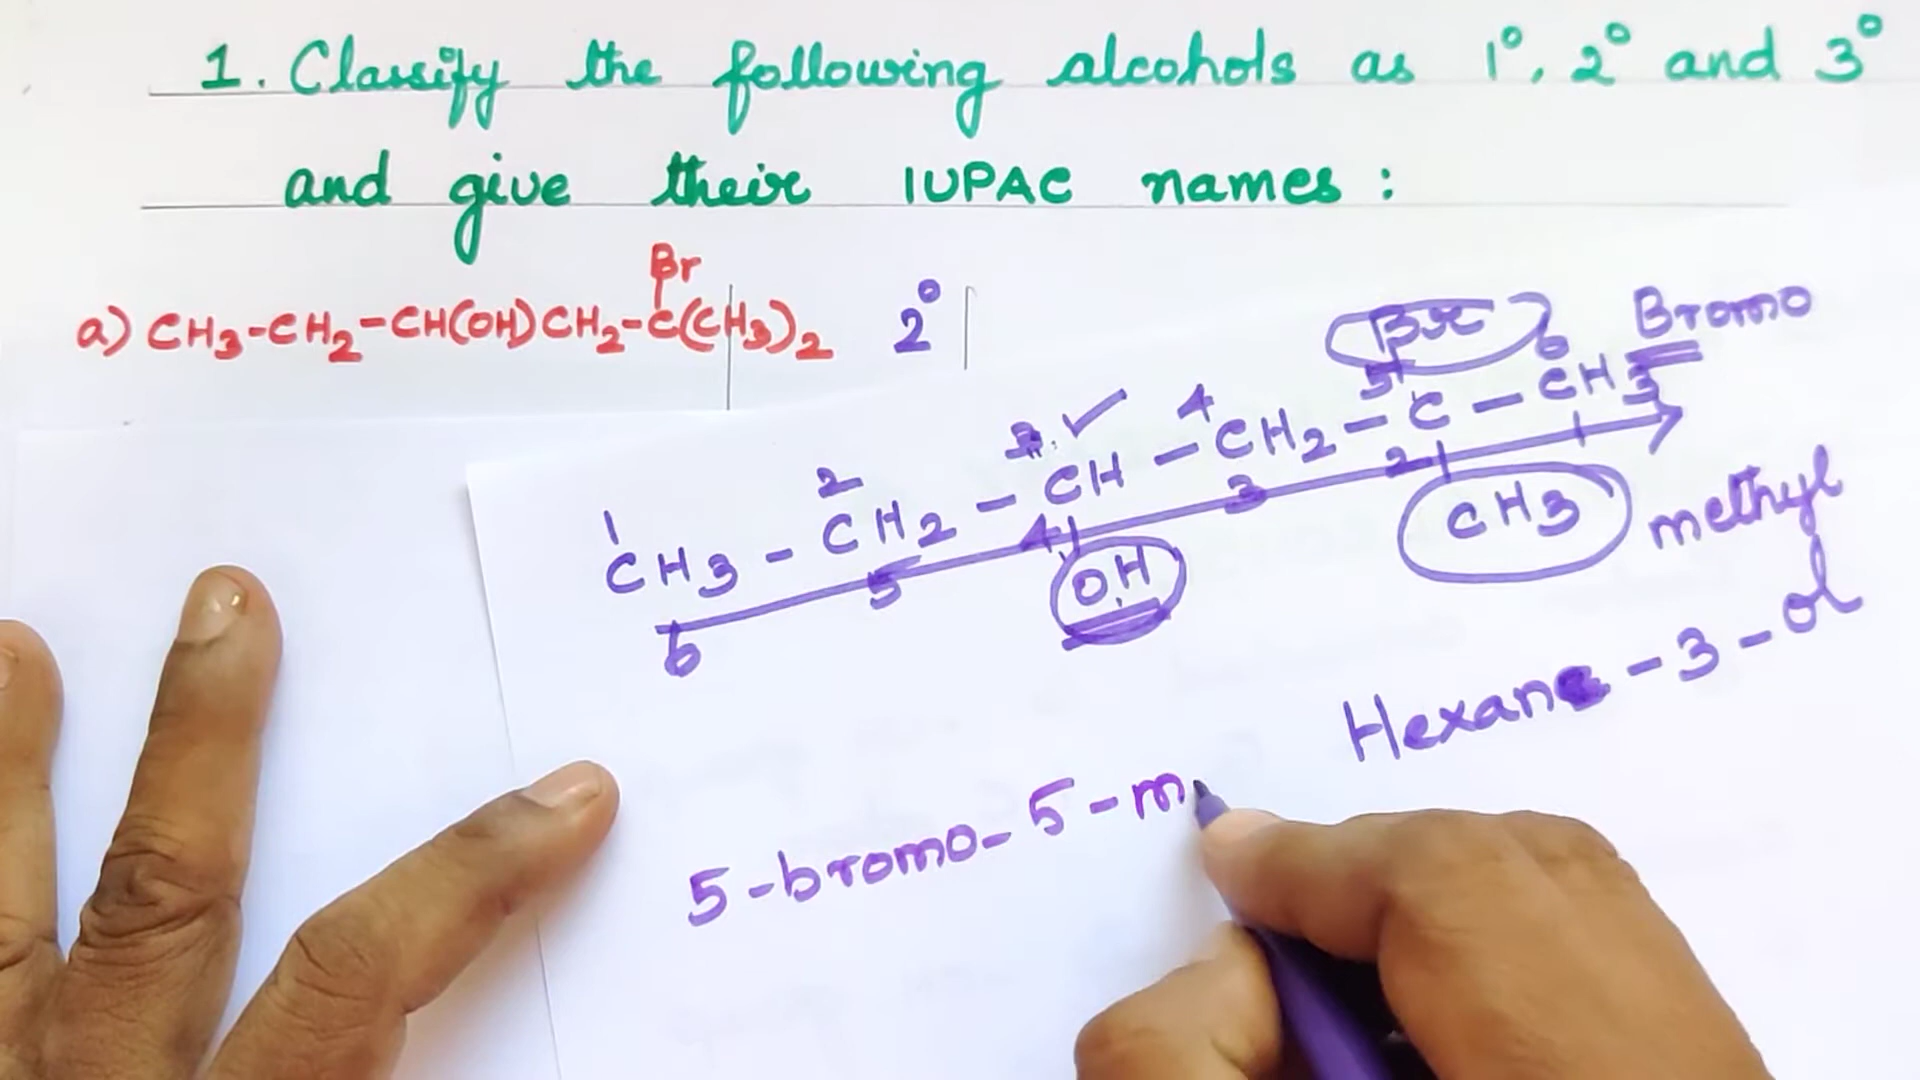 1. Classify the following alcohols as 1°, 2° and 3°
and give their IUPAC names :
Br
a) CH3-CH2-CH(OH)CH2-C(CH3)2 2°
Br Bromo
1 2 3. ✓ 4 5 6
CH3 - CH2 - CH - CH2 - C - CH3
6 5 4 3 2 1
OH CH3 methyl
Hexane - 3 - ol
5-bromo- 5 - m